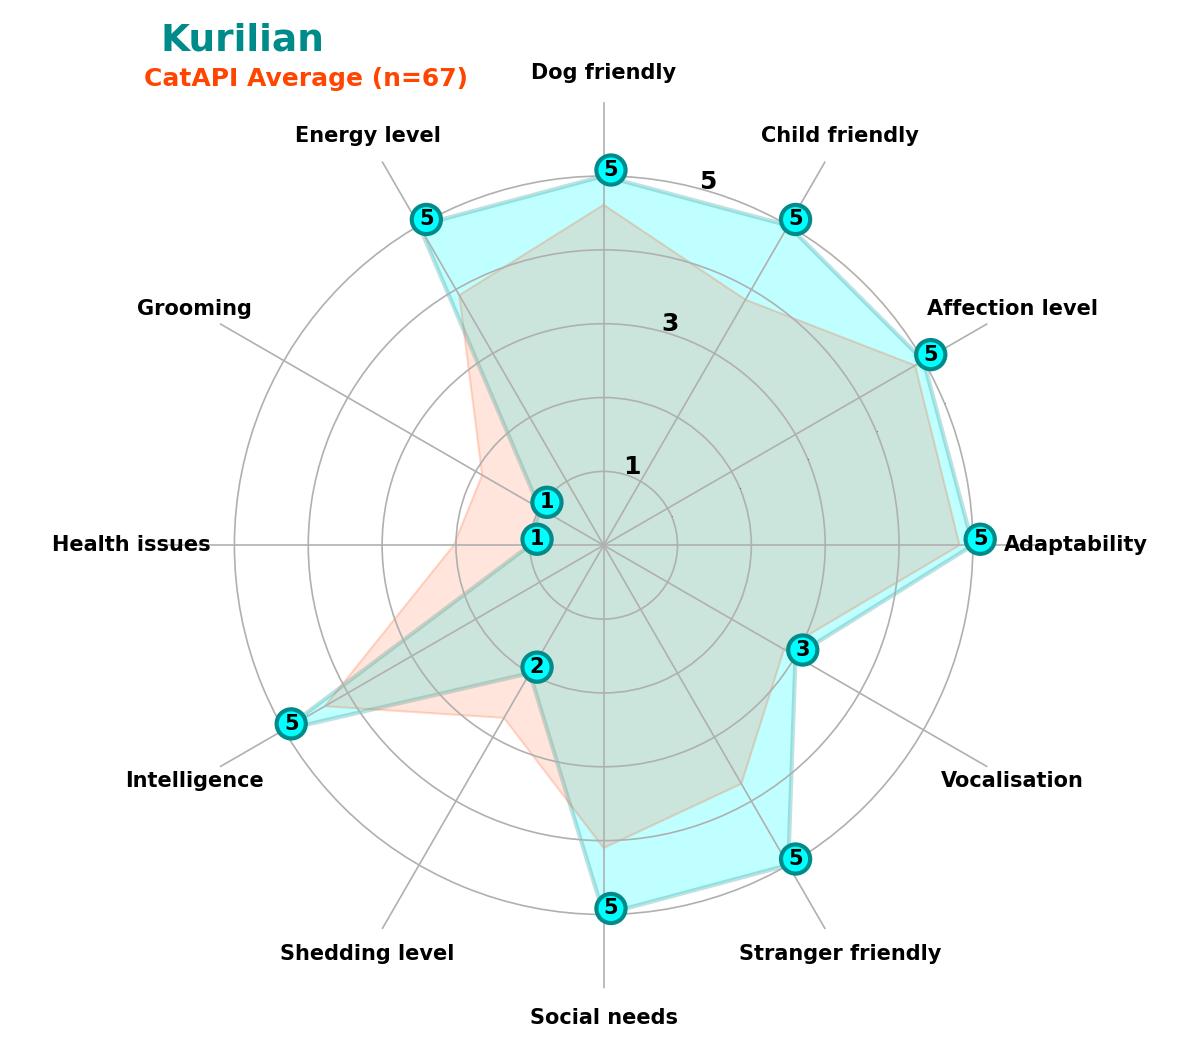 Kurilian
CatAPI Average (n=67)
Dog friendly
Energy level
Child friendly
5
5
5
5
5
Grooming
Affection level
3
5
1
1
Health issues
1
5
Adaptability
3
2
5
Intelligence
Vocalisation
5
5
Shedding level
Stranger friendly
Social needs